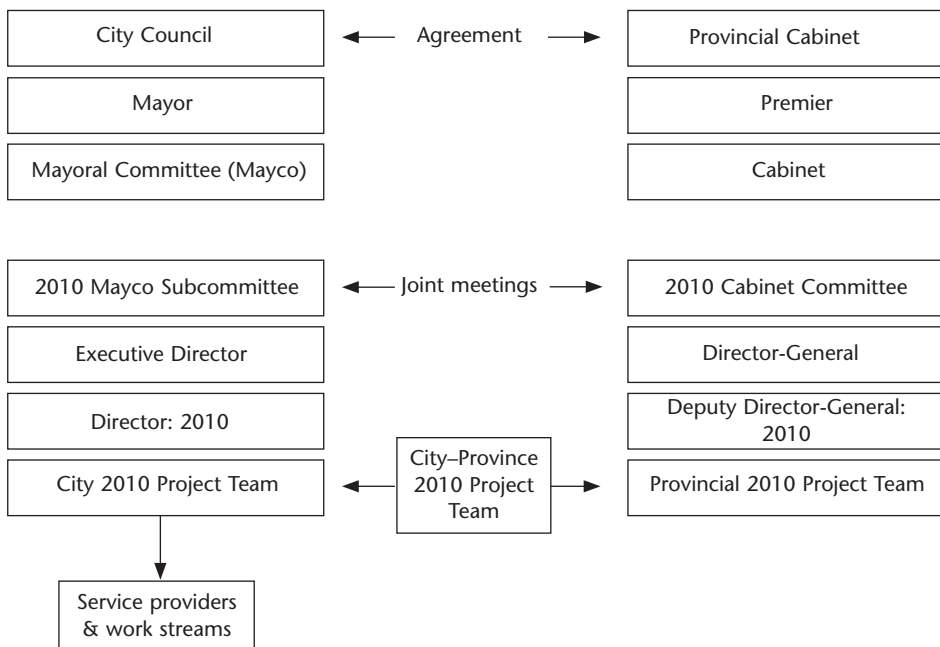 City Council
Agreement
Provincial Cabinet
Mayor
Premier
Mayoral Committee (Mayco)
Cabinet
2010 Mayco Subcommittee
Joint meetings
2010 Cabinet Committee
Executive Director
Director-General
Director: 2010
Deputy Director-General:
2010
City 2010 Project Team
City–Province
2010 Project
Team
Provincial 2010 Project Team
Service providers
& work streams